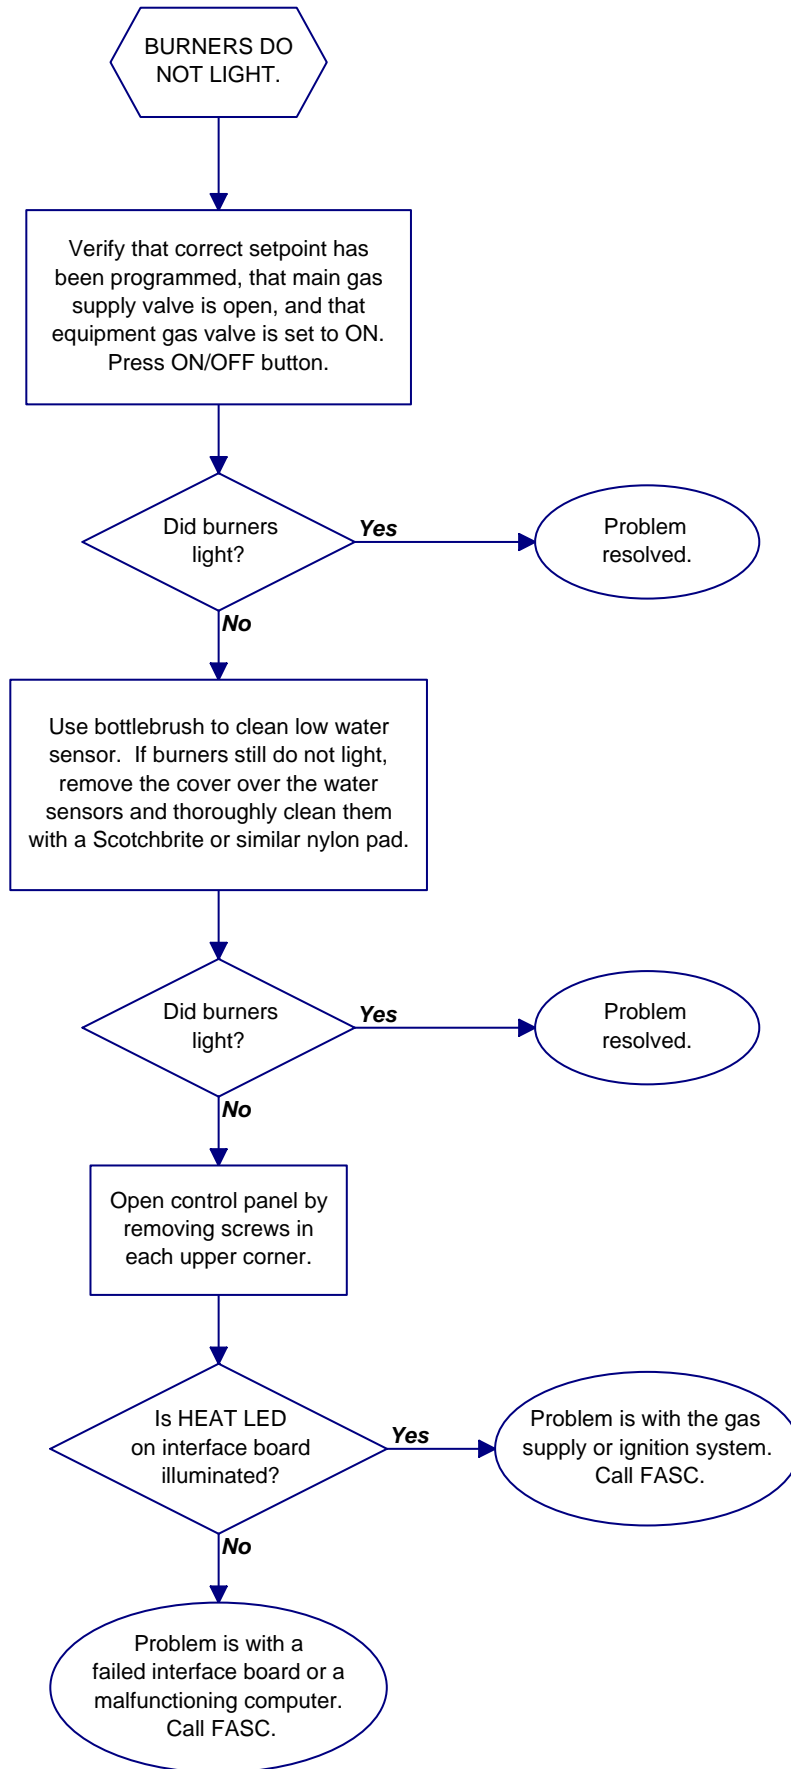 BURNERS DO
NOT LIGHT.
Verify that correct setpoint has
been programmed, that main gas
supply valve is open, and that
equipment gas valve is set to ON.
Press ON/OFF button.
Did burners
light?
Yes
Problem
resolved.
No
Use bottlebrush to clean low water
sensor.  If burners still do not light,
remove the cover over the water
sensors and thoroughly clean them
with a Scotchbrite or similar nylon pad.
Did burners
light?
Yes
Problem
resolved.
No
Open control panel by
removing screws in
each upper corner.
Is HEAT LED
on interface board
illuminated?
Yes
Problem is with the gas
supply or ignition system.
Call FASC.
No
Problem is with a
failed interface board or a
malfunctioning computer.
Call FASC.